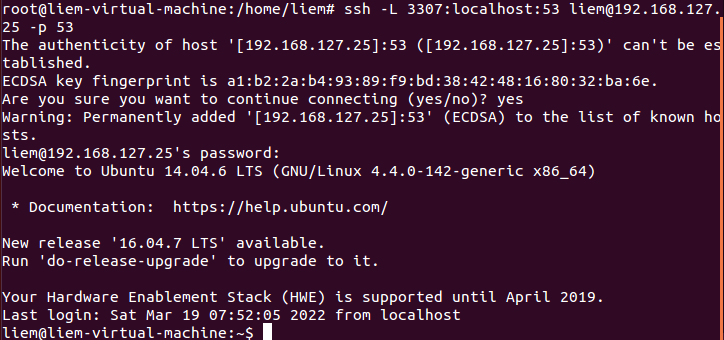 root@liem-virtual-machine:/home/liem# ssh -L 3307:localhost:53 liem@192.168.127.
25 -p 53
The authenticity of host '[192.168.127.25]:53 ([192.168.127.25]:53)' can't be es
tablished.
ECDSA key fingerprint is a1:b2:2a:b4:93:89:f9:bd:38:42:48:16:80:32:ba:6e.
Are you sure you want to continue connecting (yes/no)? yes
Warning: Permanently added '[192.168.127.25]:53' (ECDSA) to the list of known ho
sts.
liem@192.168.127.25's password:
Welcome to Ubuntu 14.04.6 LTS (GNU/Linux 4.4.0-142-generic x86_64)
 * Documentation:  https://help.ubuntu.com/
New release '16.04.7 LTS' available.
Run 'do-release-upgrade' to upgrade to it.
Your Hardware Enablement Stack (HWE) is supported until April 2019.
Last login: Sat Mar 19 07:52:05 2022 from localhost
liem@liem-virtual-machine:~$